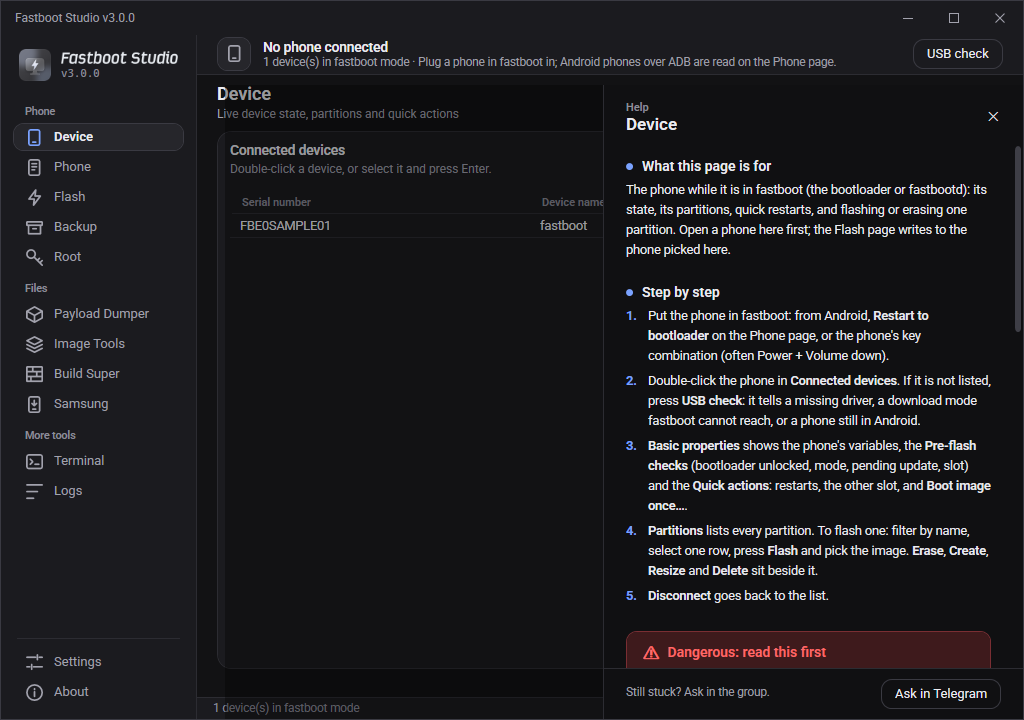 Fastboot Studio v3.0.0
Fastboot Studio
v3.0.0
Phone
Device
Phone
Flash
Backup
Root
Files
Payload Dumper
Image Tools
Build Super
Samsung
More tools
Terminal
Logs
Settings
About
No phone connected
1 device(s) in fastboot mode · Plug a phone in fastboot in; Android phones over ADB are read on the Phone page.
USB check
Device
Live device state, partitions and quick actions
Connected devices
Double-click a device, or select it and press Enter.
Serial number
Device name
FBE0SAMPLE01
fastboot
1 device(s) in fastboot mode
Help
Device
What this page is for
The phone while it is in fastboot (the bootloader or fastbootd): its
state, its partitions, quick restarts, and flashing or erasing one
partition. Open a phone here first; the Flash page writes to the
phone picked here.
Step by step
1. Put the phone in fastboot: from Android, Restart to
bootloader on the Phone page, or the phone's key
combination (often Power + Volume down).
2. Double-click the phone in Connected devices. If it is not listed,
press USB check: it tells a missing driver, a download mode
fastboot cannot reach, or a phone still in Android.
3. Basic properties shows the phone's variables, the Pre-flash
checks (bootloader unlocked, mode, pending update, slot)
and the Quick actions: restarts, the other slot, and Boot image
once….
4. Partitions lists every partition. To flash one: filter by name,
select one row, press Flash and pick the image. Erase, Create,
Resize and Delete sit beside it.
5. Disconnect goes back to the list.
Dangerous: read this first
Still stuck? Ask in the group.
Ask in Telegram